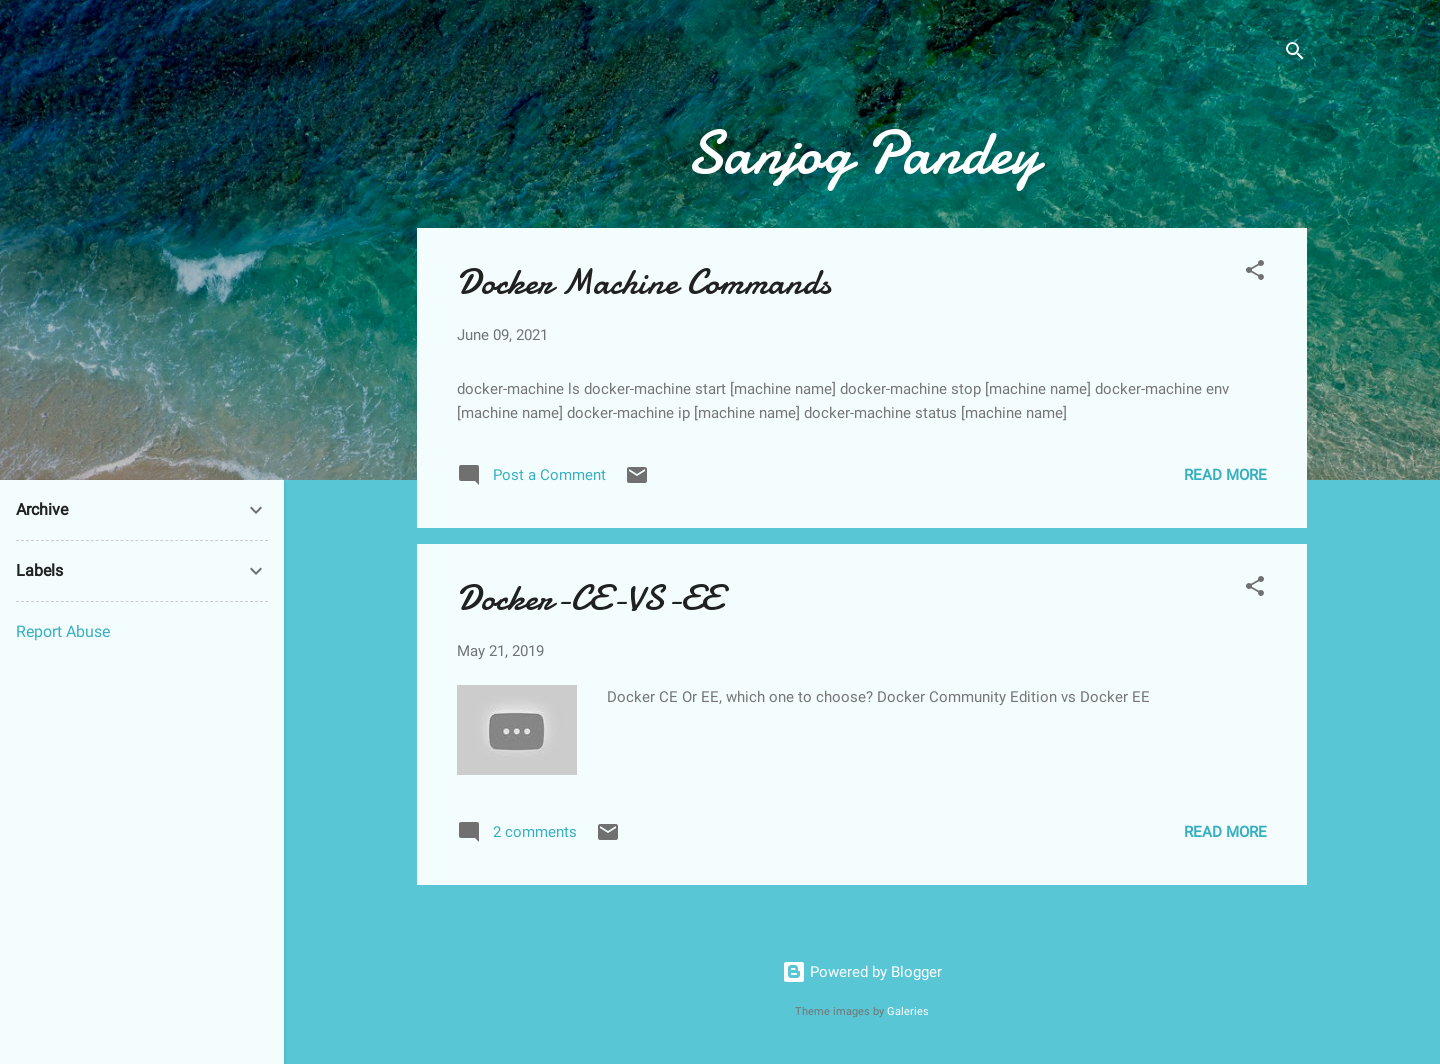 Sanjog Pandey
Docker Machine Commands
June 09, 2021
docker-machine ls docker-machine start [machine name] docker-machine stop [machine name] docker-machine env
[machine name] docker-machine ip [machine name] docker-machine status [machine name]
Post a Comment
READ MORE
Archive
Labels
Report Abuse
Docker-CE-VS-EE
May 21, 2019
Docker CE Or EE, which one to choose? Docker Community Edition vs Docker EE
2 comments
READ MORE
Powered by Blogger
Theme images by Galeries